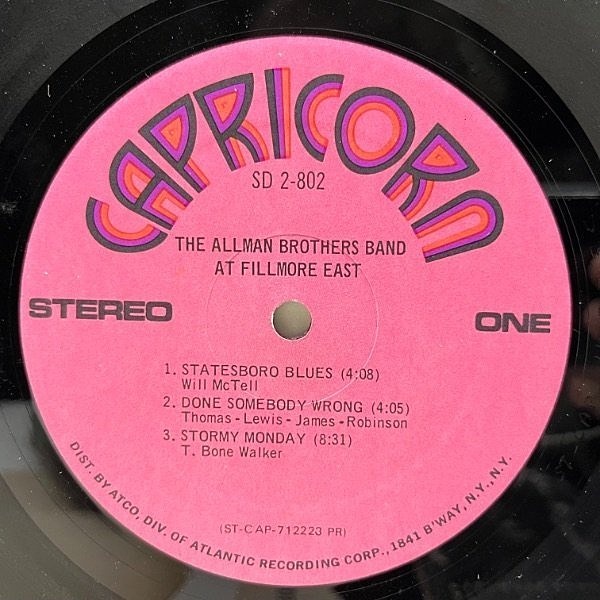 CAPRICORN
SD 2-802
THE ALLMAN BROTHERS BAND
AT FILLMORE EAST
STEREO
ONE
1. STATESBORO BLUES (4:08)
Will McTell
2. DONE SOMEBODY WRONG (4:05)
Thomas - Lewis - James - Robinson
3. STORMY MONDAY (8:31)
T. Bone Walker
(ST-CAP-712223 PR)
DIST. BY ATCO, DIV. OF ATLANTIC RECORDING CORP., 1841 B'WAY, N.Y., N.Y.